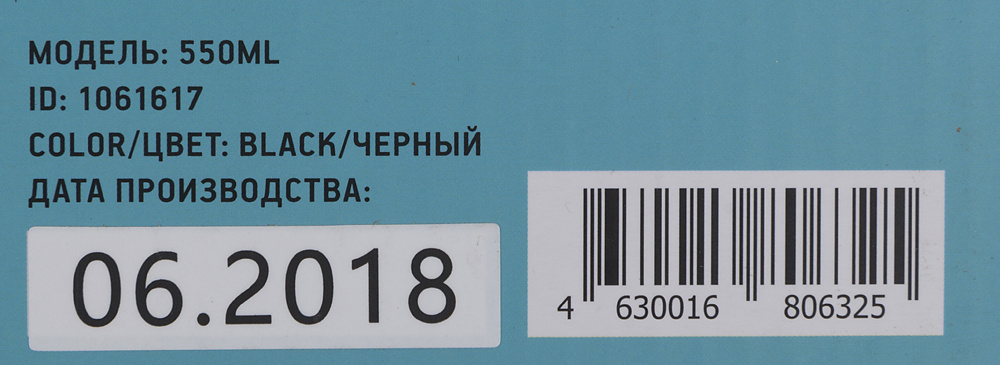 МОДЕЛЬ: 550ML
ID: 1061617
COLOR/ЦВЕТ: BLACK/ЧЕРНЫЙ
ДАТА ПРОИЗВОДСТВА:
06.2018
4 630016 806325